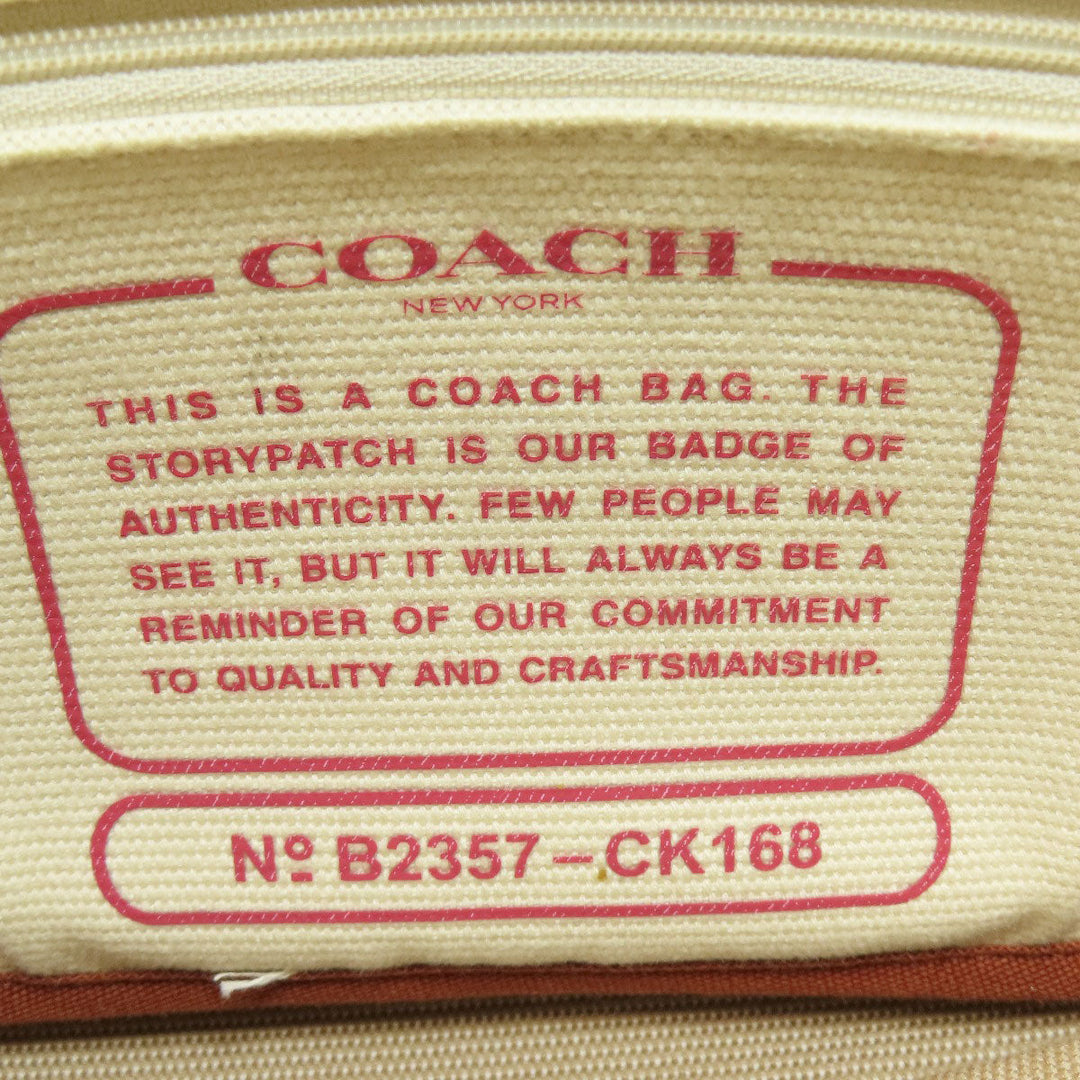 COACH
NEW YORK
THIS IS A COACH BAG. THE
STORYPATCH IS OUR BADGE OF
AUTHENTICITY. FEW PEOPLE MAY
SEE IT, BUT IT WILL ALWAYS BE A
REMINDER OF OUR COMMITMENT
TO QUALITY AND CRAFTSMANSHIP.
Nº B2357-CK168